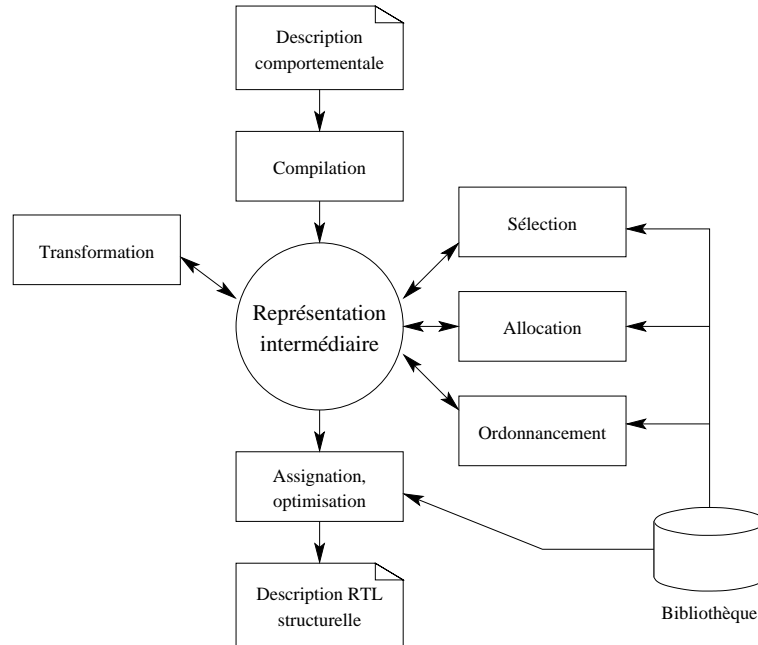 Description
comportementale
Compilation
Sélection
Transformation
Représentation
intermédiaire
Allocation
Ordonnancement
Assignation,
optimisation
Description RTL
structurelle
Bibliothèque